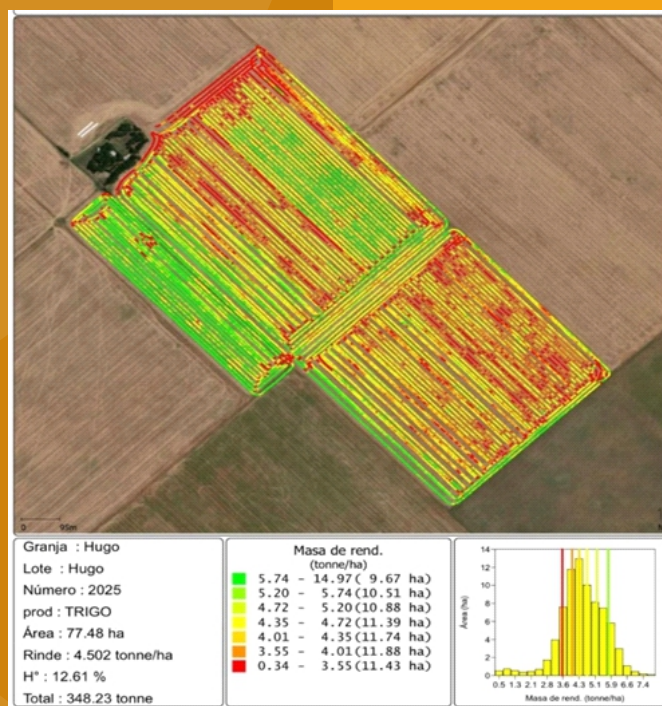 0 95m
Granja : Hugo
Lote : Hugo
Número : 2025
prod : TRIGO
Área : 77.48 ha
Rinde : 4.502 tonne/ha
H° : 12.61 %
Total : 348.23 tonne
Masa de rend.
(tonne/ha)
5.74 - 14.97( 9.67 ha)
5.20 - 5.74(10.51 ha)
4.72 - 5.20(10.88 ha)
4.35 - 4.72(11.39 ha)
4.01 - 4.35(11.74 ha)
3.55 - 4.01(11.88 ha)
0.34 - 3.55(11.43 ha)
Área (ha)
14
12
10
8
6
4
2
0
0.5 1.3 2.1 2.8 3.6 4.3 5.1 5.9 6.6 7.4
Masa de rend. (tonne/ha)